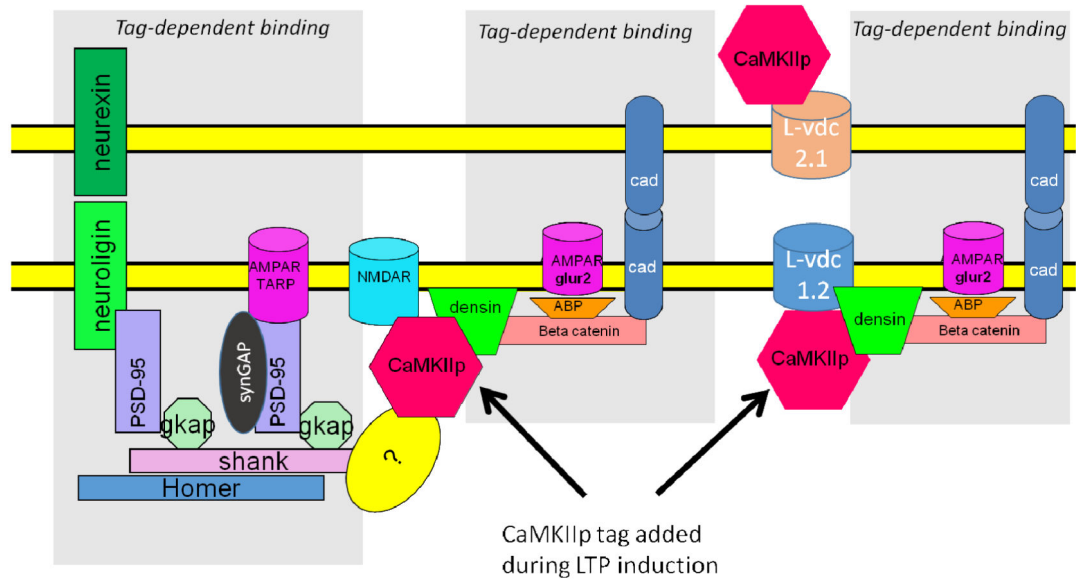 Tag-dependent binding
Tag-dependent binding
Tag-dependent binding
CaMKIIp
neurexin
L-vdc
2.1
cad
cad
neuroligin
AMPAR
TARP
NMDAR
AMPAR
glur2
cad
L-vdc
1.2
AMPAR
glur2
cad
densin
ABP
Beta catenin
densin
ABP
Beta catenin
PSD-95
synGAP
PSD-95
CaMKIIp
CaMKIIp
gkap
gkap
shank
?
Homer
CaMKIIp tag added
during LTP induction